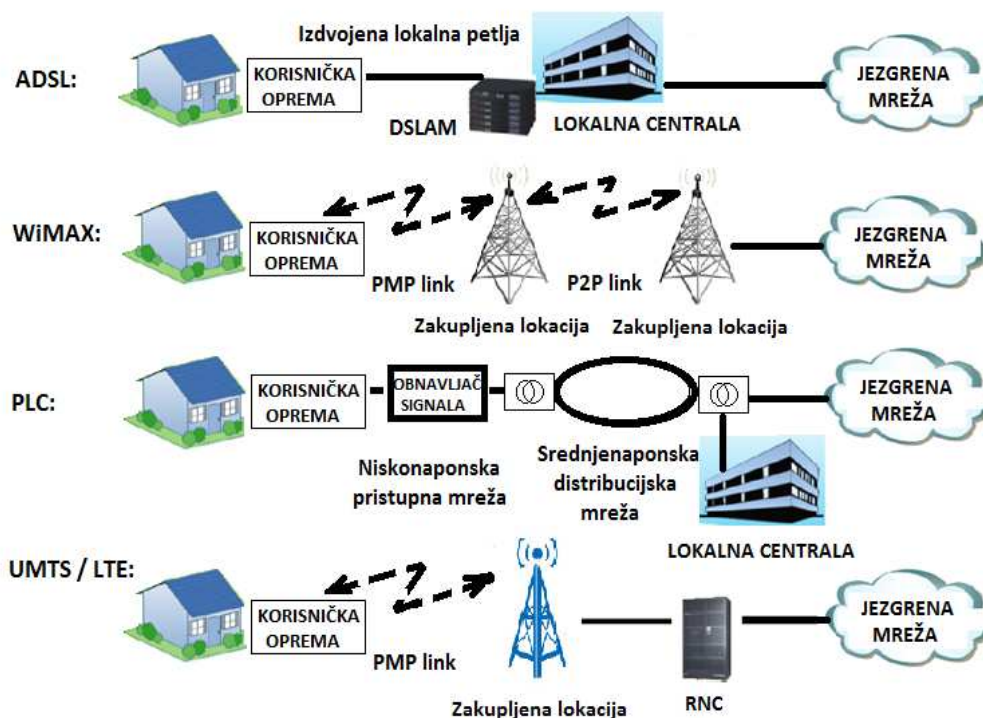 Izdvojena lokalna petlja
ADSL:
KORISNIČKA
OPREMA
DSLAM
LOKALNA CENTRALA
JEZGRENA
MREŽA
WiMAX:
KORISNIČKA
OPREMA
PMP link
P2P link
Zakupljena lokacija
Zakupljena lokacija
JEZGRENA
MREŽA
PLC:
KORISNIČKA
OPREMA
OBNAVLJAČ
SIGNALA
Niskonaponska
pristupna mreža
Srednjenaponska
distribucijska
mreža
LOKALNA CENTRALA
JEZGRENA
MREŽA
UMTS / LTE:
KORISNIČKA
OPREMA
PMP link
Zakupljena lokacija
RNC
JEZGRENA
MREŽA